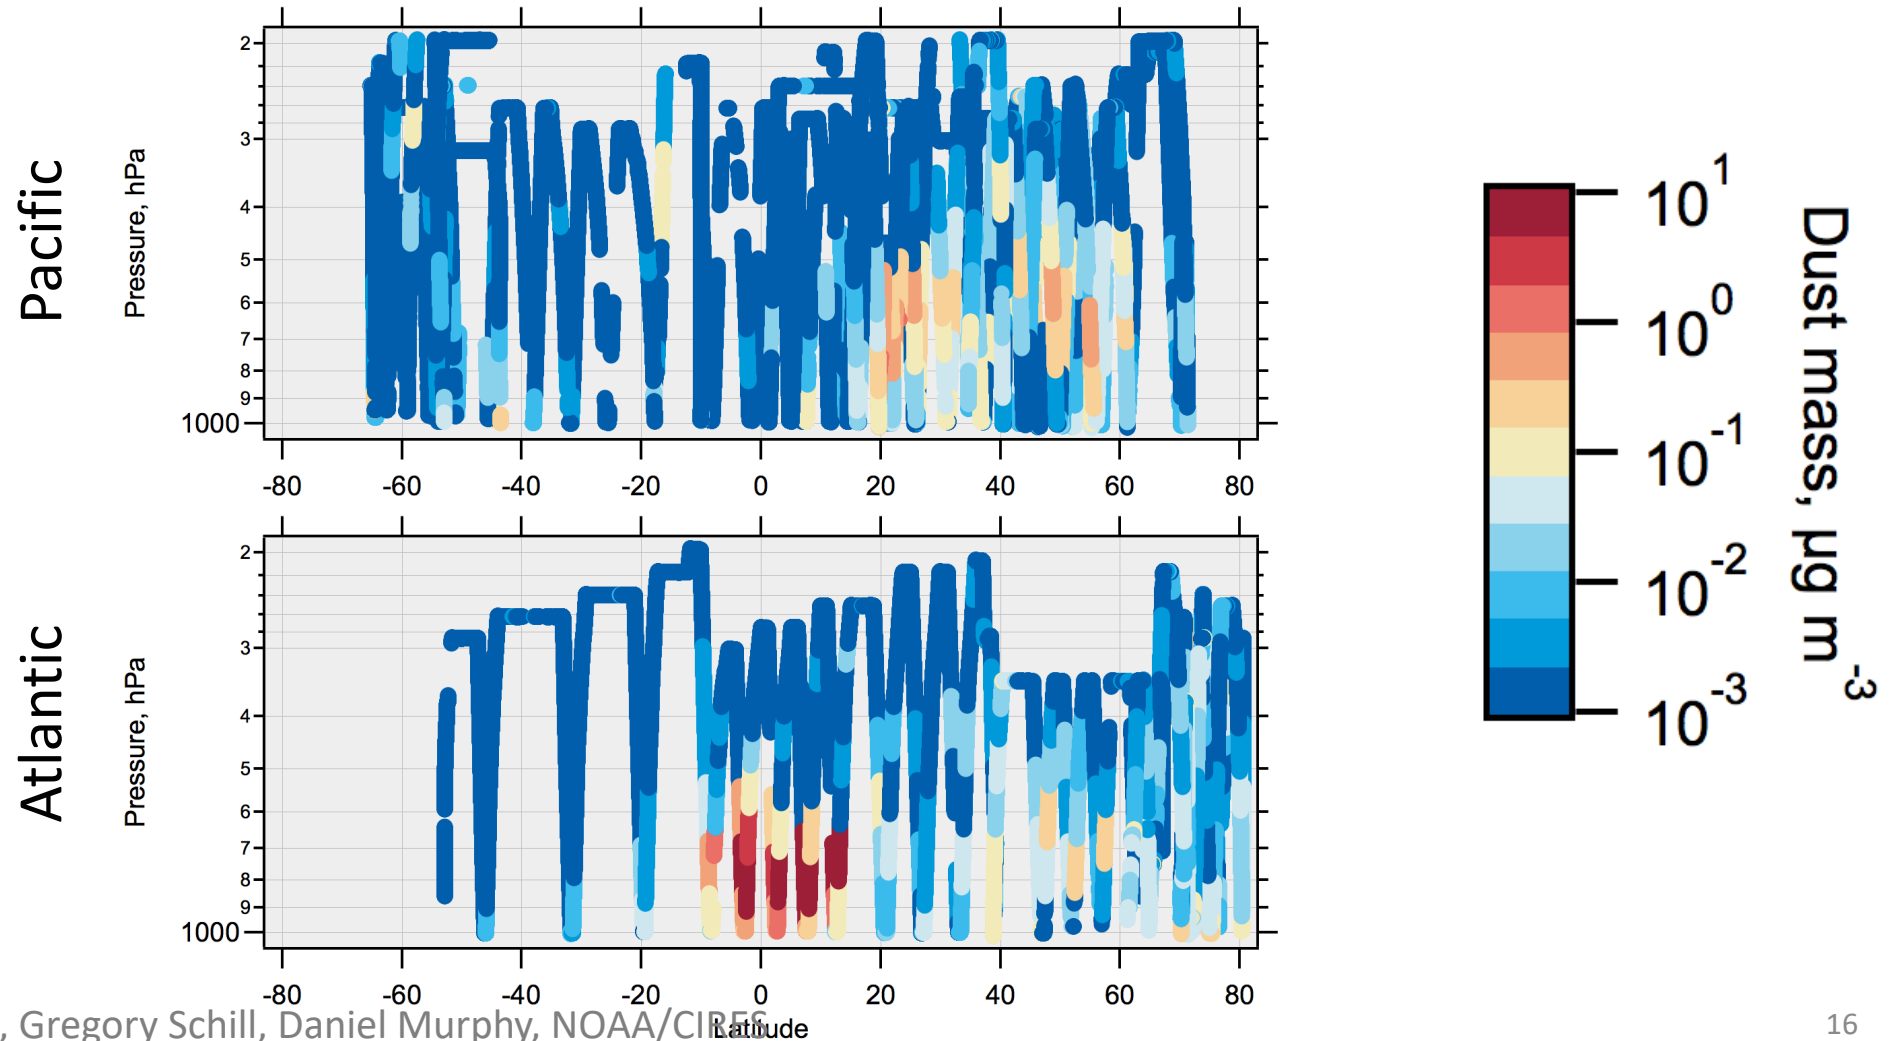 Pacific
Pressure, hPa
2
3
4
5
6
7
8
9
1000
-80 -60 -40 -20 0 20 40 60 80
Atlantic
Pressure, hPa
2
3
4
5
6
7
8
9
1000
-80 -60 -40 -20 0 20 40 60 80
Latitude
10^1
10^0
10^-1
10^-2
10^-3
Dust mass, µg m^-3
, Gregory Schill, Daniel Murphy, NOAA/CIRES
16